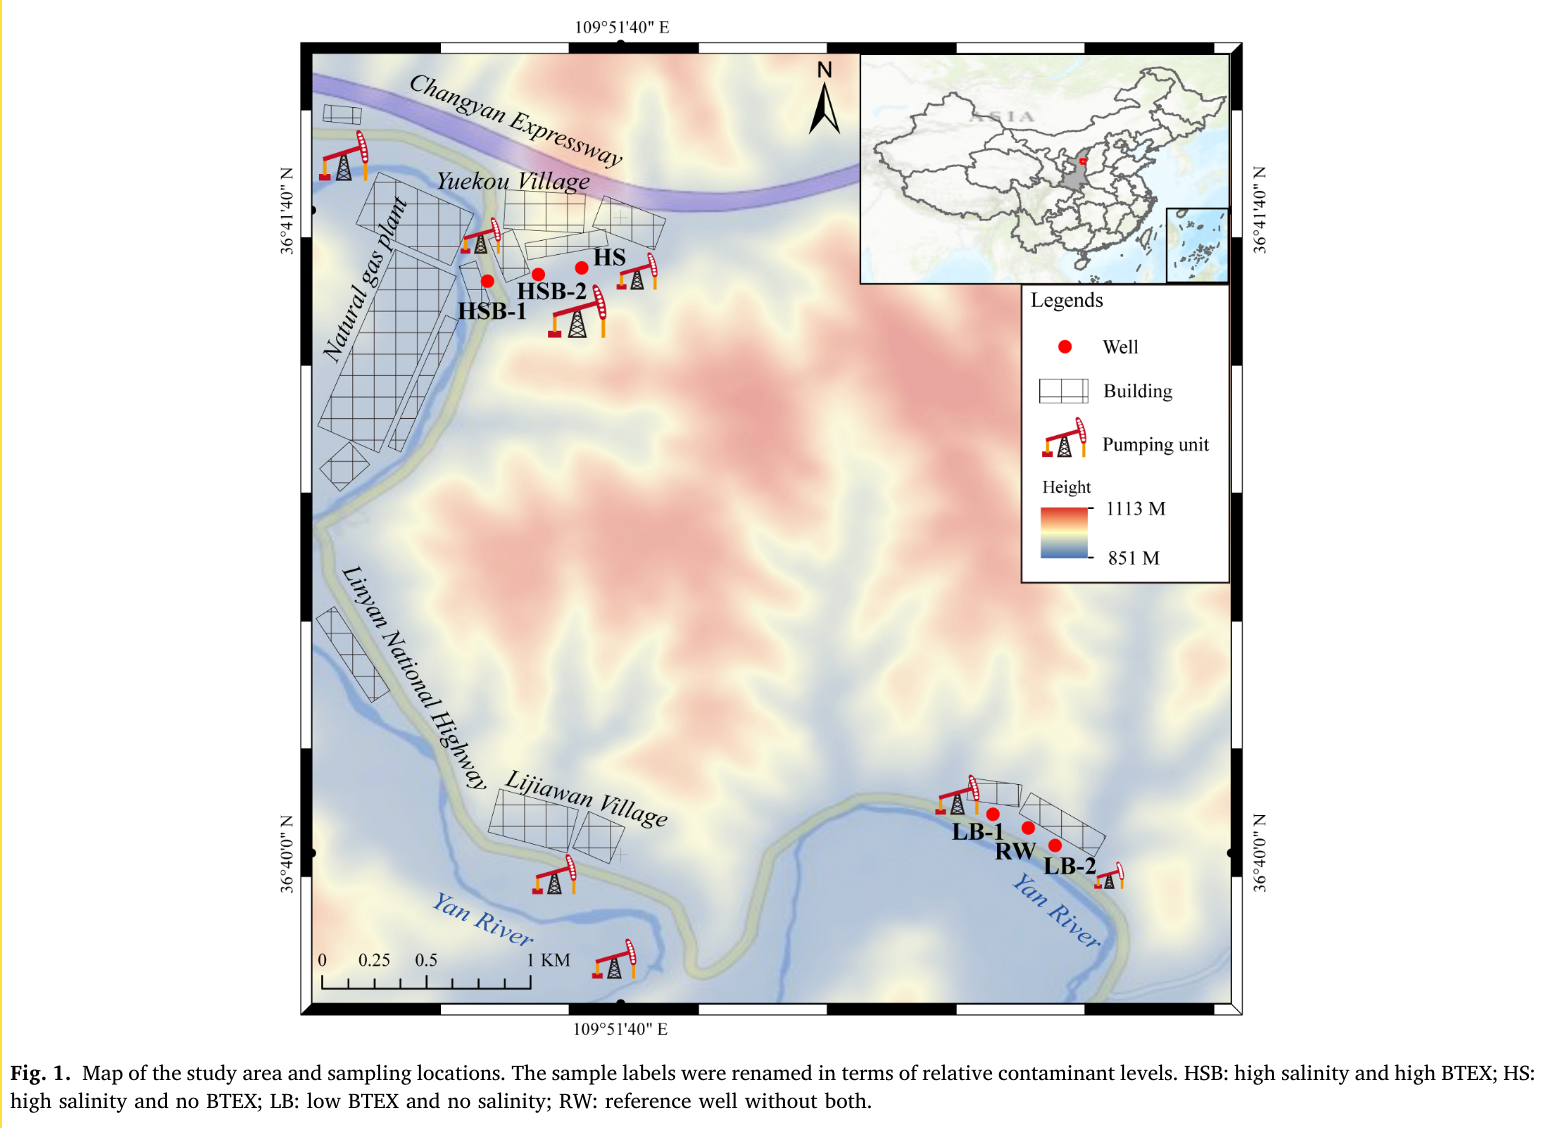 109°51'40" E
N
ASIA
Changyan Expressway
Yuekou Village
36°41'40" N
36°41'40" N
Natural gas plant
HS
HSB-2
HSB-1
Legends
Well
Building
Pumping unit
Height
1113 M
851 M
Linyan National Highway
Lijiawan Village
LB-1
RW
LB-2
36°40'0" N
36°40'0" N
Yan River
Yan River
0 0.25 0.5 1 KM
109°51'40" E
Fig. 1. Map of the study area and sampling locations. The sample labels were renamed in terms of relative contaminant levels. HSB: high salinity and high BTEX; HS:
high salinity and no BTEX; LB: low BTEX and no salinity; RW: reference well without both.